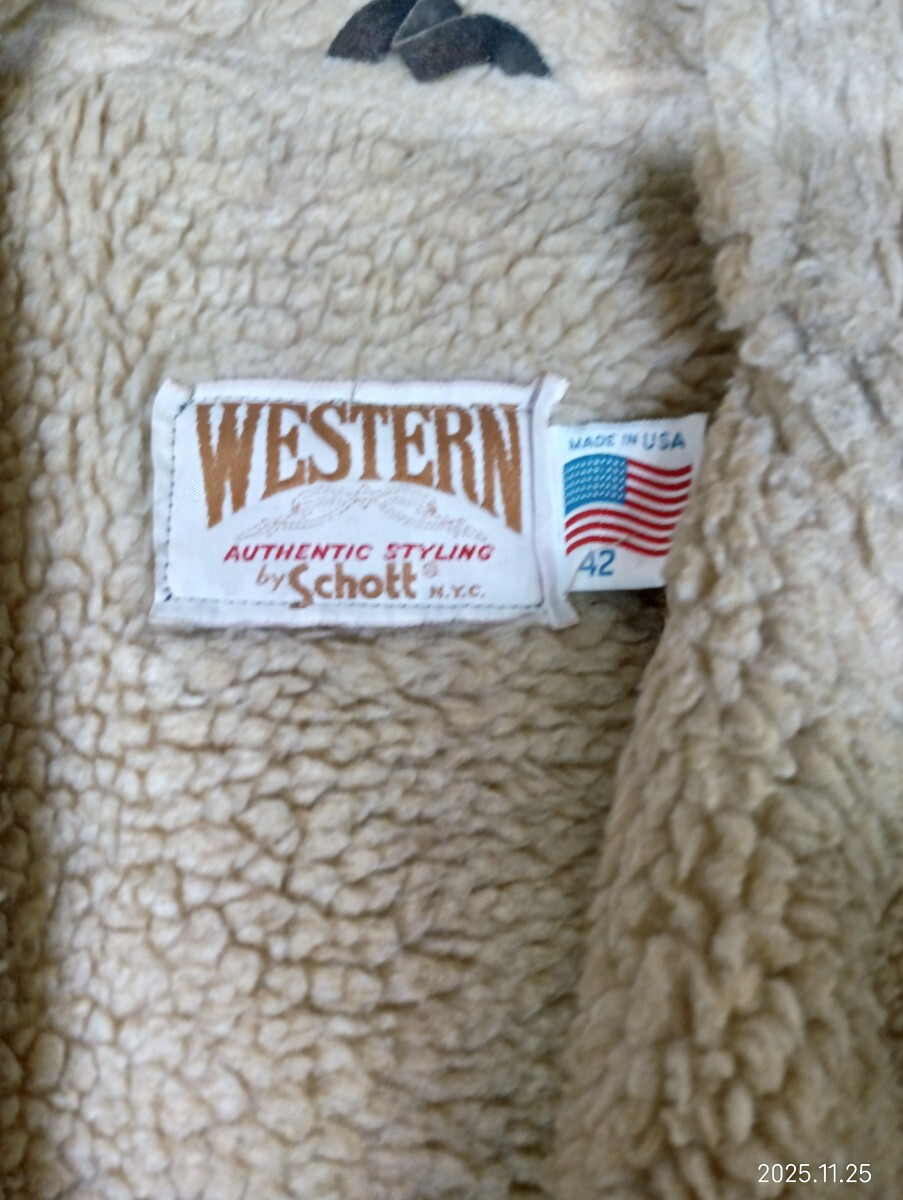 WESTERN
AUTHENTIC STYLING
by Schott® N.Y.C.
MADE IN USA
42
2025.11.25